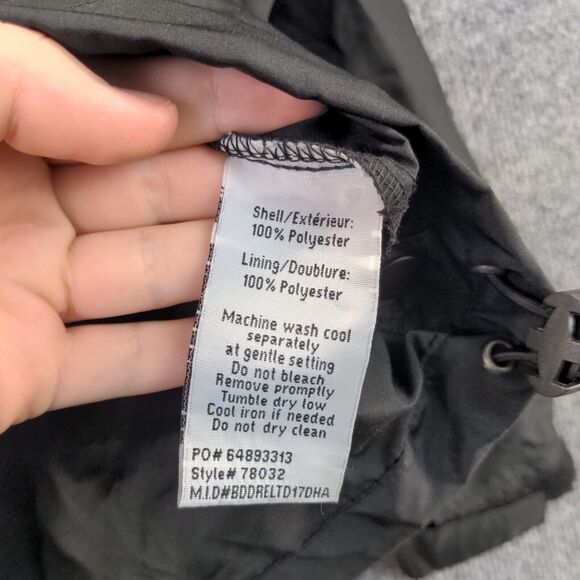 Shell/Extérieur:
100% Polyester
Lining/Doublure:
100% Polyester
Machine wash cool
separately
at gentle setting
Do not bleach
Remove promptly
Tumble dry low
Cool iron if needed
Do not dry clean
PO# 64893313
Style# 78032
M.I.D#BDDRELTD17DHA